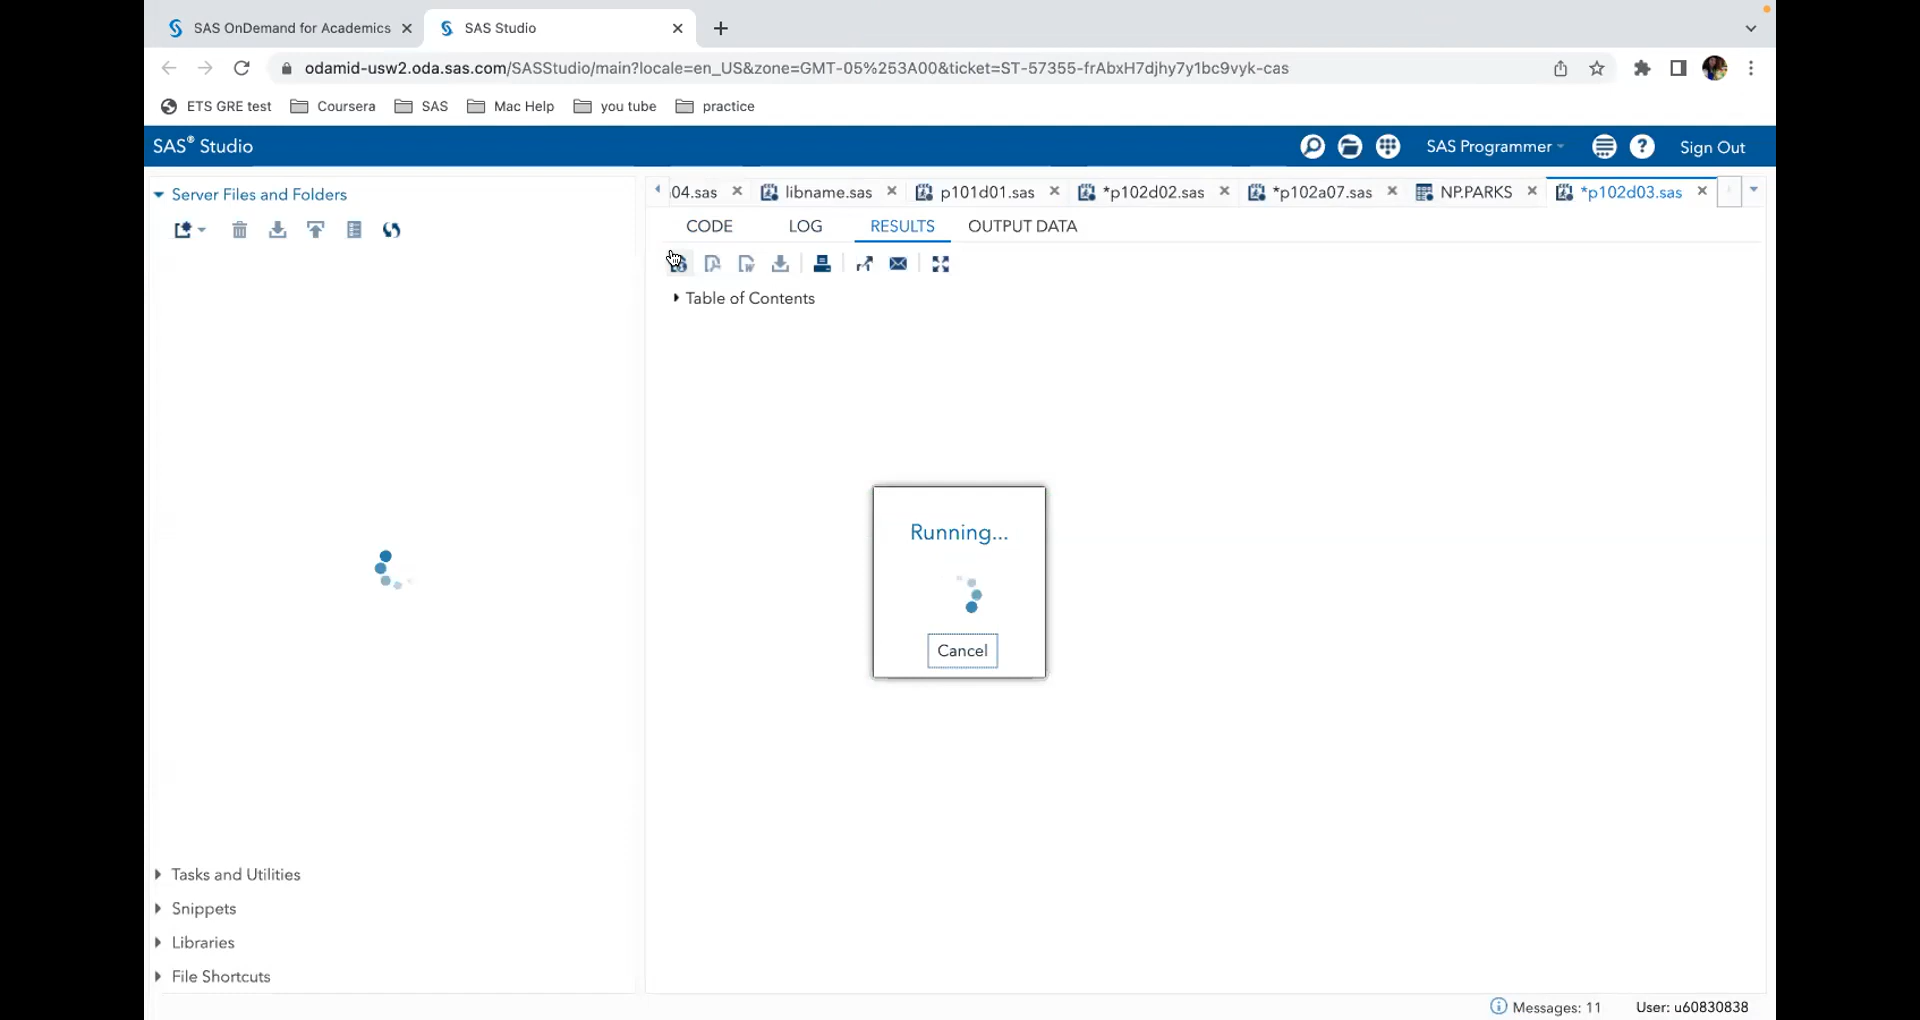 SAS OnDemand for Academics
SAS Studio
odamid-usw2.oda.sas.com/SASStudio/main?locale=en_US&zone=GMT-05%253A00&ticket=ST-57355-frAbxH7djhy7y1bc9vyk-cas
ETS GRE test Coursera SAS Mac Help you tube practice
SAS® Studio
SAS Programmer
Sign Out
Server Files and Folders
04.sas libname.sas p101d01.sas *p102d02.sas *p102a07.sas NP.PARKS *p102d03.sas
CODE LOG RESULTS OUTPUT DATA
Table of Contents
Running...
Cancel
Tasks and Utilities
Snippets
Libraries
File Shortcuts
Messages: 11 User: u60830838